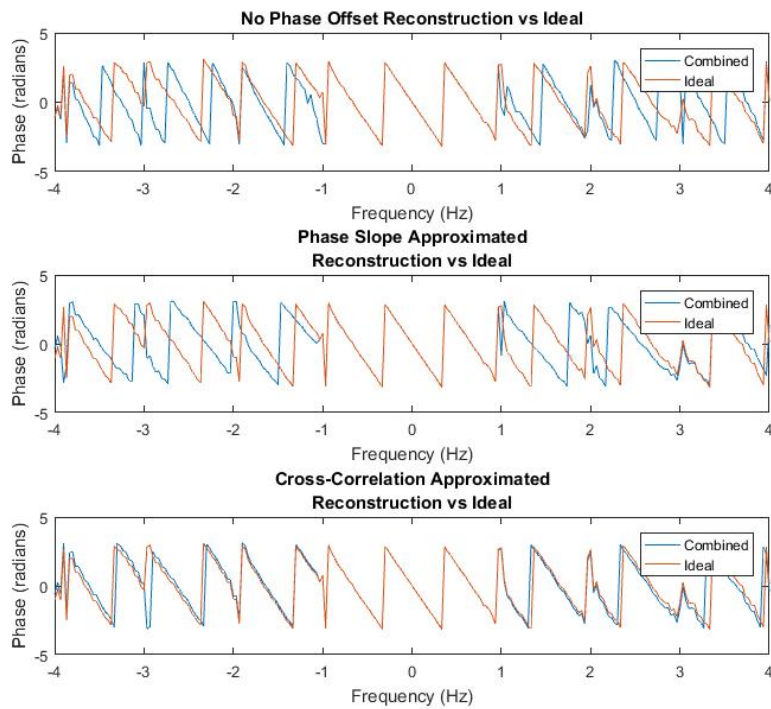 No Phase Offset Reconstruction vs Ideal
5
0
-5
Phase (radians)
Combined
Ideal
-4 -3 -2 -1 0 1 2 3 4
Frequency (Hz)
Phase Slope Approximated
Reconstruction vs Ideal
5
0
-5
Phase (radians)
Combined
Ideal
-4 -3 -2 -1 0 1 2 3 4
Frequency (Hz)
Cross-Correlation Approximated
Reconstruction vs Ideal
5
0
-5
Phase (radians)
Combined
Ideal
-4 -3 -2 -1 0 1 2 3 4
Frequency (Hz)